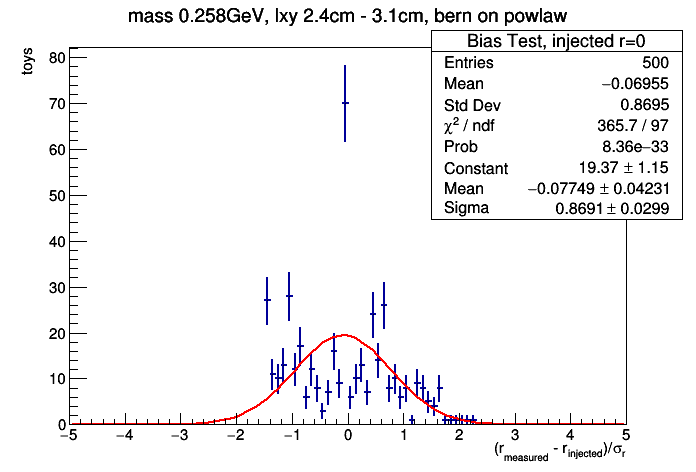 mass 0.258GeV, lxy 2.4cm - 3.1cm, bern on powlaw
toys
Bias Test, injected r=0
Entries 500
Mean −0.06955
Std Dev 0.8695
χ² / ndf 365.7 / 97
Prob 8.36e−33
Constant 19.37 ± 1.15
Mean −0.07749 ± 0.04231
Sigma 0.8691 ± 0.0299
80
70
60
50
40
30
20
10
0
−5 −4 −3 −2 −1 0 1 2 3 4 5
(r_measured - r_injected)/σ_r